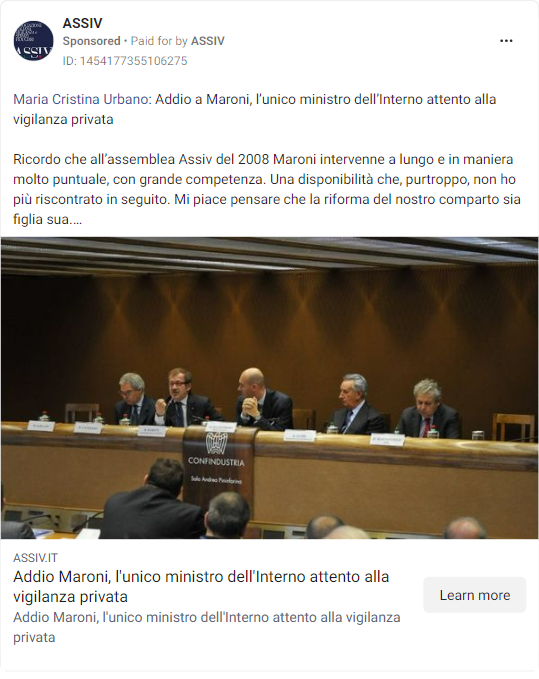 ASSIV
Sponsored • Paid for by ASSIV
ID: 1454177355106275
Maria Cristina Urbano: Addio a Maroni, l'unico ministro dell'Interno attento alla
vigilanza privata
Ricordo che all'assemblea Assiv del 2008 Maroni intervenne a lungo e in maniera
molto puntuale, con grande competenza. Una disponibilità che, purtroppo, non ho
più riscontrato in seguito. Mi piace pensare che la riforma del nostro comparto sia
figlia sua.…
CONFINDUSTRIA
Sala Andrea Pininfarina
ASSIV.IT
Addio Maroni, l'unico ministro dell'Interno attento alla
vigilanza privata
Addio Maroni, l'unico ministro dell'Interno attento alla vigilanza
privata
Learn more